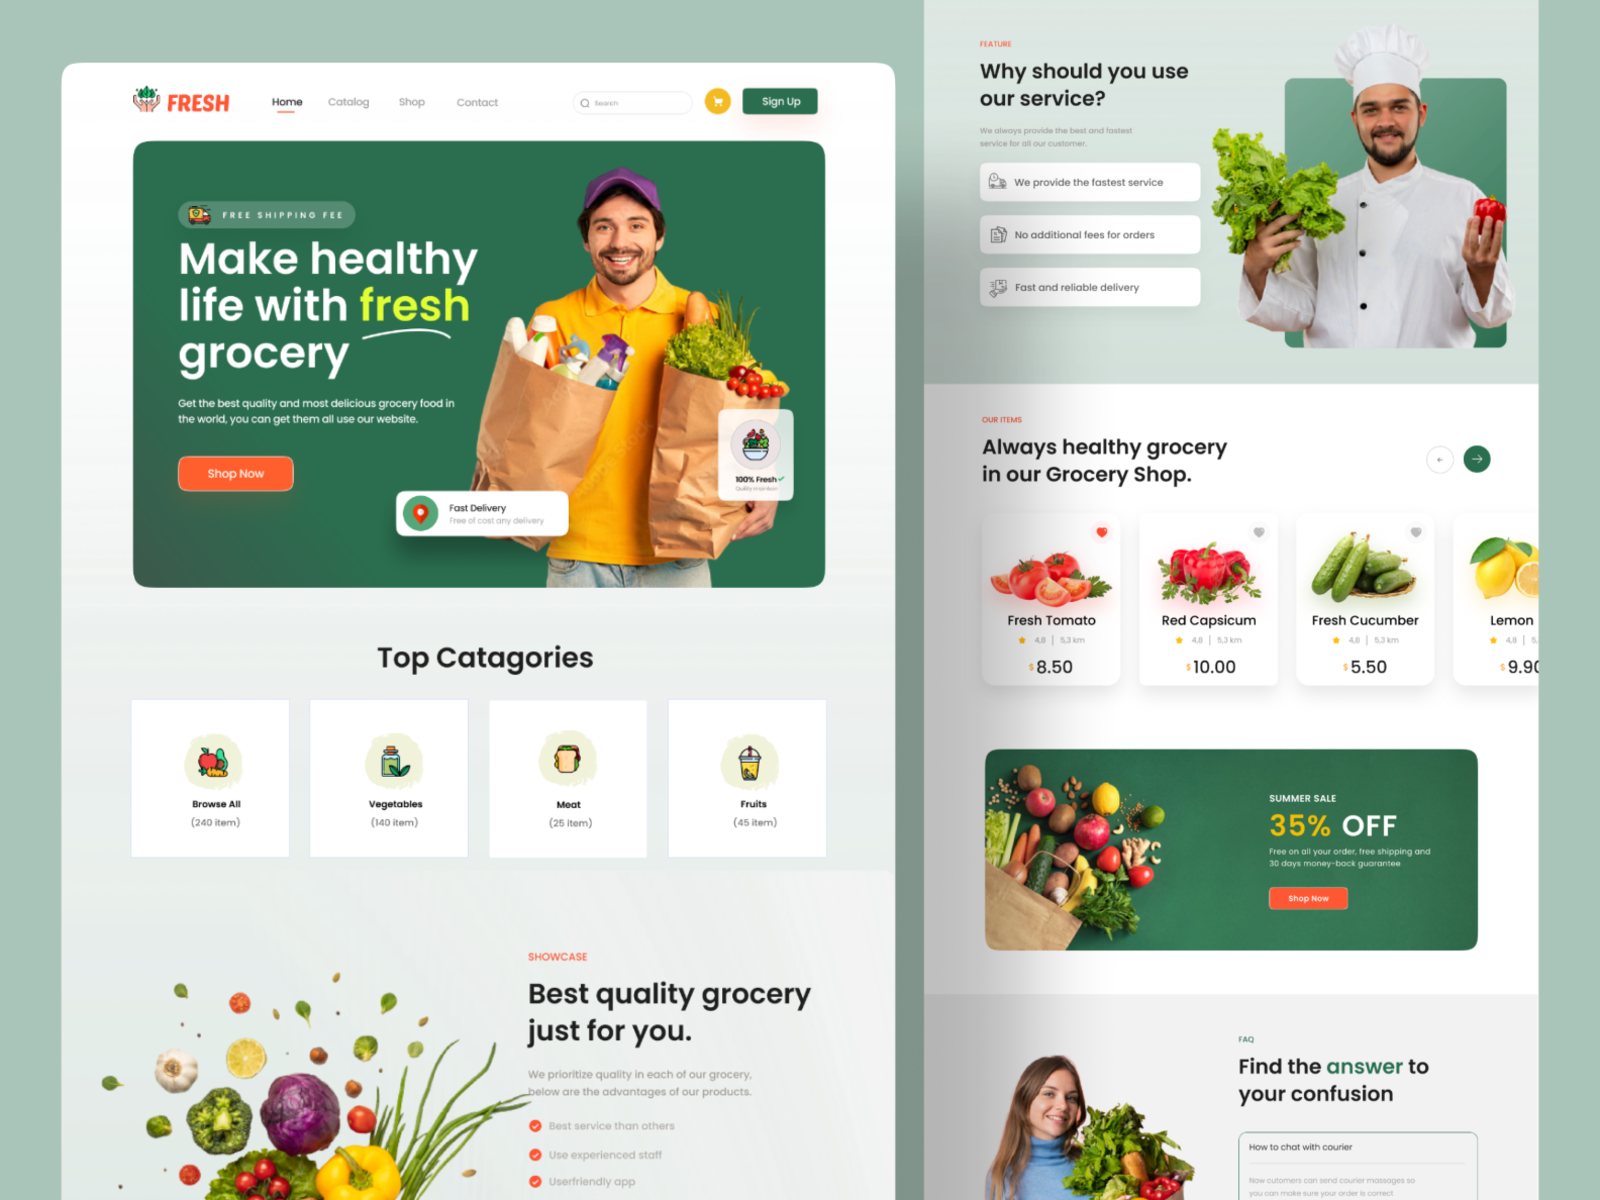 FRESH
Home
Catalog
Shop
Contact
Search
Sign Up
FREE SHIPPING FEE
Make healthy
life with fresh
grocery
Get the best quality and most delicious grocery food in
the world, you can get them all use our website.
Shop Now
Fast Delivery
Free of cost any delivery
100% Fresh
Top Catagories
Browse All
(240 item)
Vegetables
(140 item)
Meat
(25 item)
Fruits
(45 item)
SHOWCASE
Best quality grocery
just for you.
We prioritize quality in each of our grocery,
below are the advantages of our products.
Best service than others
Use experienced staff
Userfriendly app
FEATURE
Why should you use
our service?
We always provide the best and fastest
service for all our customer.
We provide the fastest service
No additional fees for orders
Fast and reliable delivery
OUR ITEMS
Always healthy grocery
in our Grocery Shop.
Fresh Tomato
4,8 | 5,3 km
$ 8.50
Red Capsicum
4,8 | 5,3 km
$ 10.00
Fresh Cucumber
4,8 | 5,3 km
$ 5.50
Lemon
4,8 | 5,
$ 9.90
SUMMER SALE
35% OFF
Free on all your order, free shipping and
30 days money-back guarantee
Shop Now
FAQ
Find the answer to
your confusion
How to chat with courier
Now cutomers can send courier massages so
you can make sure your order is correct